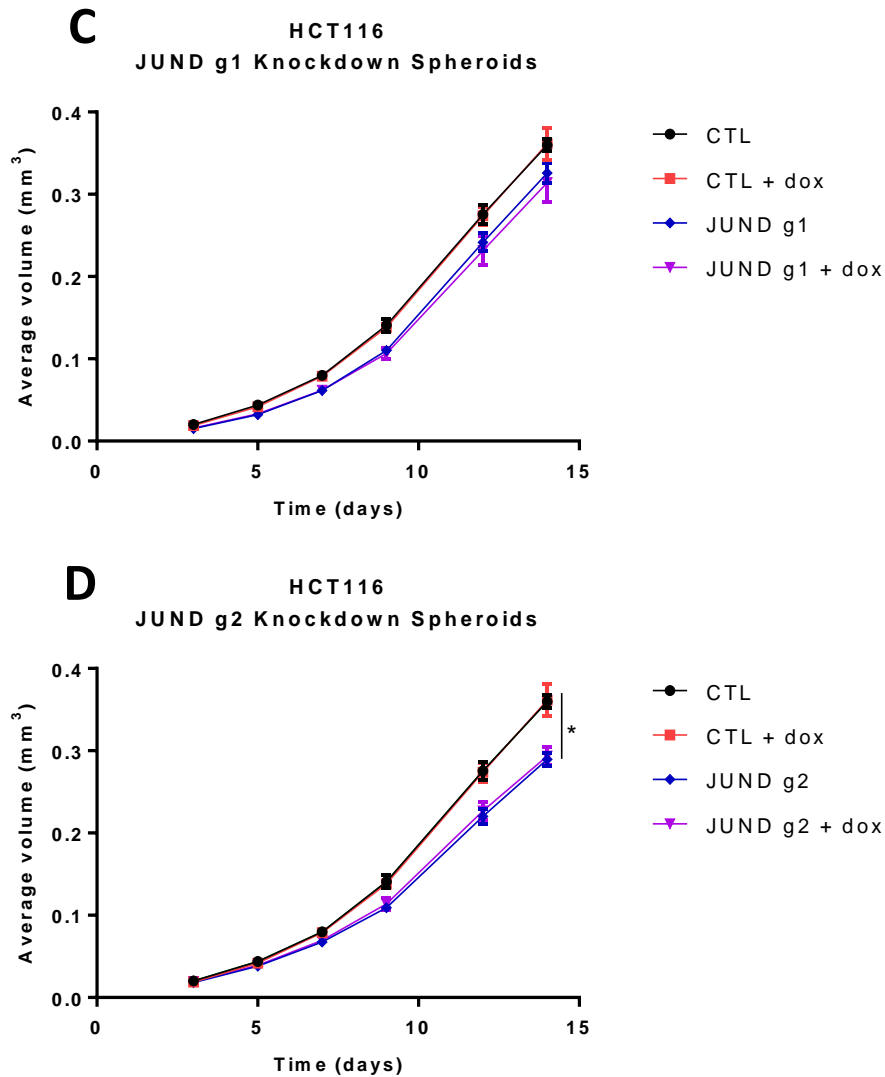 C
HCT116
JUND g1 Knockdown Spheroids
Average volume (mm³)
0.4
0.3
0.2
0.1
0.0
0 5 10 15
Time (days)
CTL
CTL + dox
JUND g1
JUND g1 + dox
D
HCT116
JUND g2 Knockdown Spheroids
Average volume (mm³)
0.4
0.3
0.2
0.1
0.0
0 5 10 15
Time (days)
*
CTL
CTL + dox
JUND g2
JUND g2 + dox